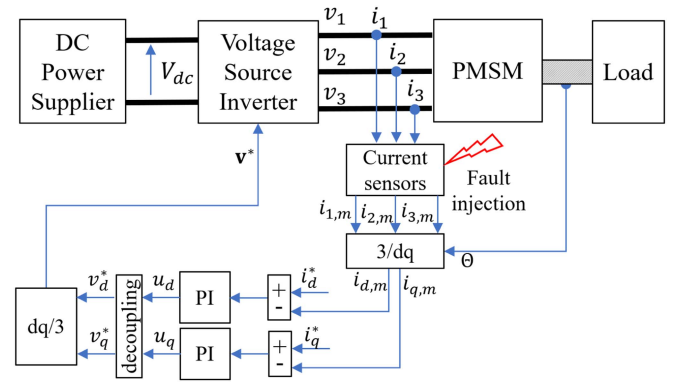 DC
Power
Supplier
V_{dc}
Voltage
Source
Inverter
v_1
i_1
v_2
i_2
v_3
i_3
PMSM
Load
v*
Current
sensors
Fault
injection
i_{1,m}
i_{2,m}
i_{3,m}
3/dq
Θ
i_{d,m}
i_{q,m}
dq/3
v_d^*
v_q^*
decoupling
u_d
u_q
PI
PI
+
-
+
-
i_d^*
i_q^*